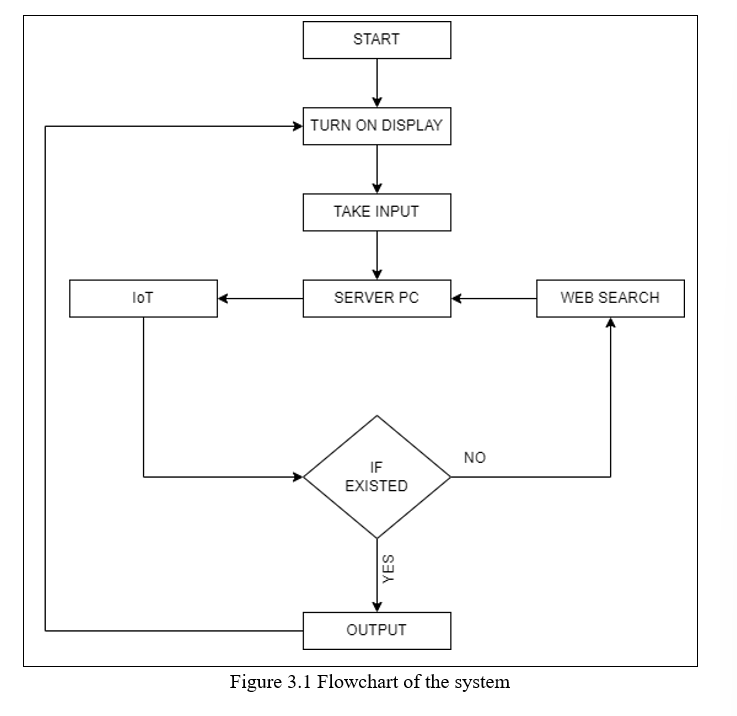 START
TURN ON DISPLAY
TAKE INPUT
IoT
SERVER PC
WEB SEARCH
IF
EXISTED
NO
YES
OUTPUT
Figure 3.1 Flowchart of the system